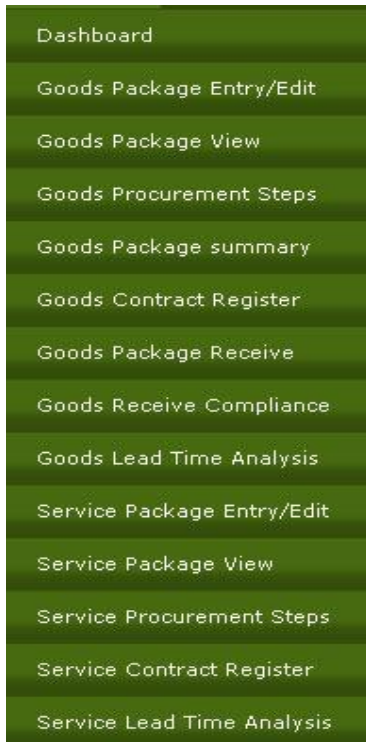 Dashboard
Goods Package Entry/Edit
Goods Package View
Goods Procurement Steps
Goods Package summary
Goods Contract Register
Goods Package Receive
Goods Receive Compliance
Goods Lead Time Analysis
Service Package Entry/Edit
Service Package View
Service Procurement Steps
Service Contract Register
Service Lead Time Analysis